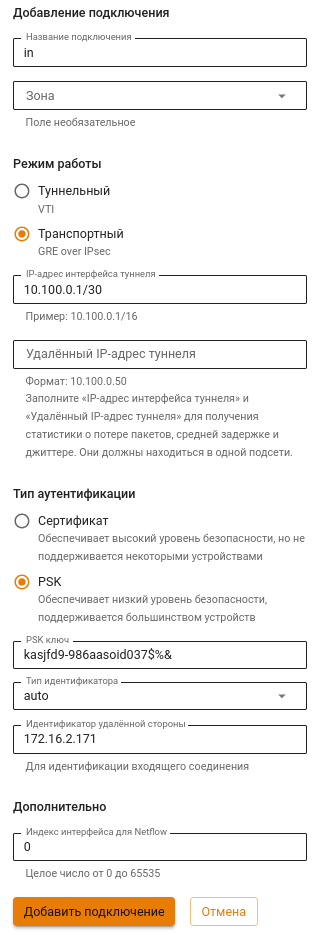 Добавление подключения
Название подключения
in
Зона
Поле необязательное
Режим работы
Туннельный
VTI
Транспортный
GRE over IPsec
IP-адрес интерфейса туннеля
10.100.0.1/30
Пример: 10.100.0.1/16
Удалённый IP-адрес туннеля
Формат: 10.100.0.50
Заполните «IP-адрес интерфейса туннеля» и
«Удалённый IP-адрес туннеля» для получения
статистики о потере пакетов, средней задержке и
джиттере. Они должны находиться в одной подсети.
Тип аутентификации
Сертификат
Обеспечивает высокий уровень безопасности, но не
поддерживается некоторыми устройствами
PSK
Обеспечивает низкий уровень безопасности,
поддерживается большинством устройств
PSK ключ
kasjfd9-986aasoid037$%&
Тип идентификатора
auto
Идентификатор удалённой стороны
172.16.2.171
Для идентификации входящего соединения
Дополнительно
Индекс интерфейса для Netflow
0
Целое число от 0 до 65535
Добавить подключение
Отмена